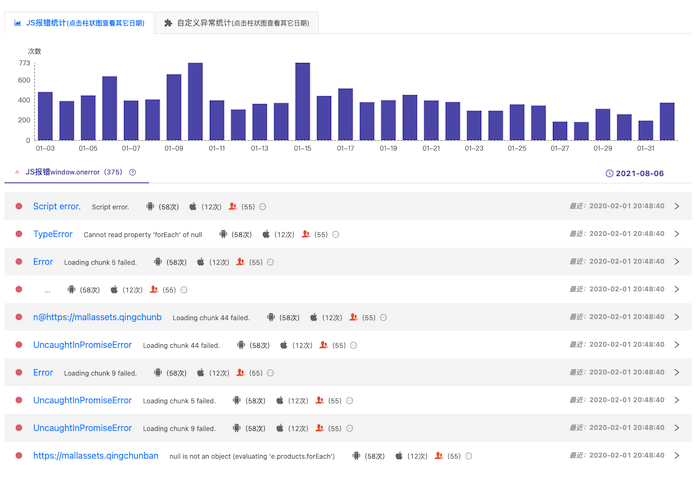 JS报错统计(点击柱状图查看其它日期)
自定义异常统计(点击柱状图查看其它日期)
次数
773
600
400
200
0
01-03 01-05 01-07 01-09 01-11 01-13 01-15 01-17 01-19 01-21 01-23 01-25 01-27 01-29 01-31
JS报错window.onerror（375）
2021-08-06
Script error. Script error. (58次) (12次) (55) 最近：2020-02-01 20:48:40
TypeError Cannot read property 'forEach' of null (58次) (12次) (55) 最近：2020-02-01 20:48:40
Error Loading chunk 5 failed. (58次) (12次) (55) 最近：2020-02-01 20:48:40
... (58次) (12次) (55) 最近：2020-02-01 20:48:40
n@https://mallassets.qingchunb Loading chunk 44 failed. (58次) (12次) (55) 最近：2020-02-01 20:48:40
UncaughtInPromiseError Loading chunk 44 failed. (58次) (12次) (55) 最近：2020-02-01 20:48:40
Error Loading chunk 9 failed. (58次) (12次) (55) 最近：2020-02-01 20:48:40
UncaughtInPromiseError Loading chunk 5 failed. (58次) (12次) (55) 最近：2020-02-01 20:48:40
UncaughtInPromiseError Loading chunk 9 failed. (58次) (12次) (55) 最近：2020-02-01 20:48:40
https://mallassets.qingchunban null is not an object (evaluating 'e.products.forEach') (58次) (12次) (55) 最近：2020-02-01 20:48:40